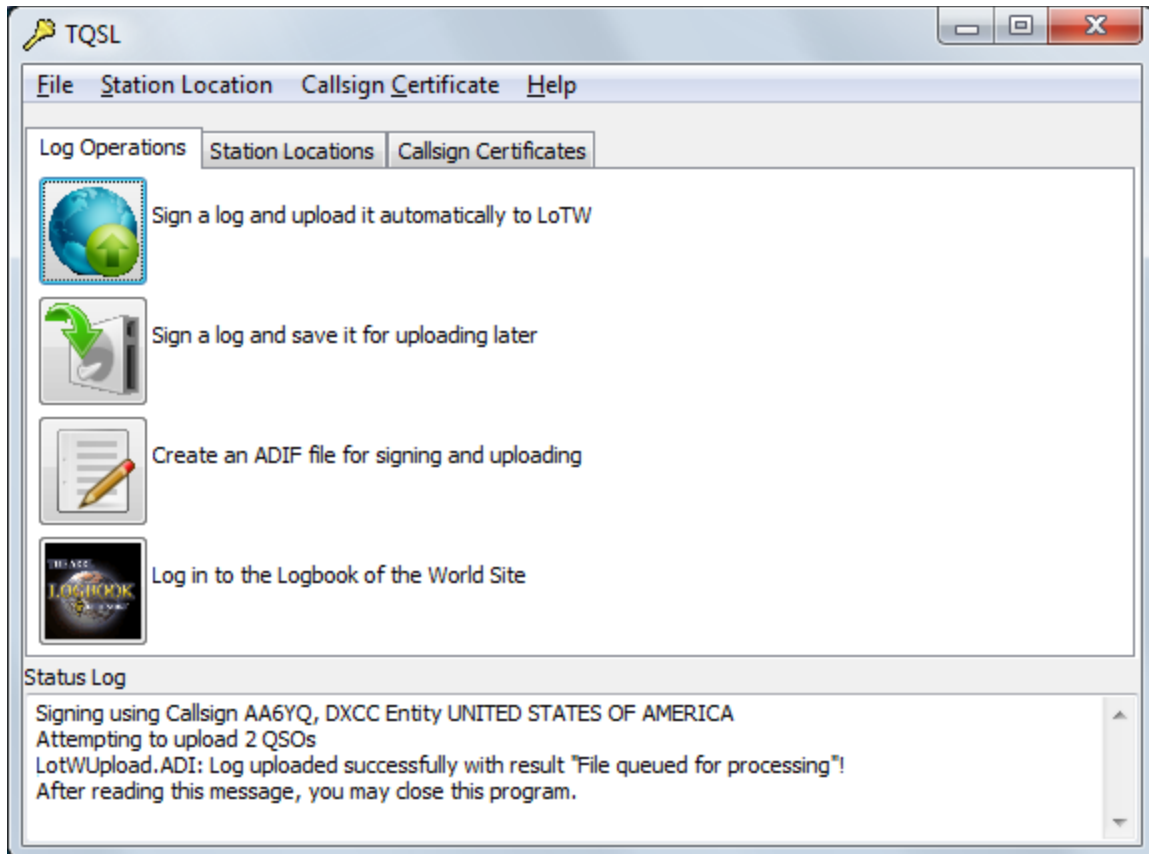 TQSL
File Station Location Callsign Certificate Help
Log Operations Station Locations Callsign Certificates
Sign a log and upload it automatically to LoTW
Sign a log and save it for uploading later
Create an ADIF file for signing and uploading
THE ARRL
LOGBOOK
Log in to the Logbook of the World Site
Status Log
Signing using Callsign AA6YQ, DXCC Entity UNITED STATES OF AMERICA
Attempting to upload 2 QSOs
LotWUpload.ADI: Log uploaded successfully with result "File queued for processing"!
After reading this message, you may close this program.